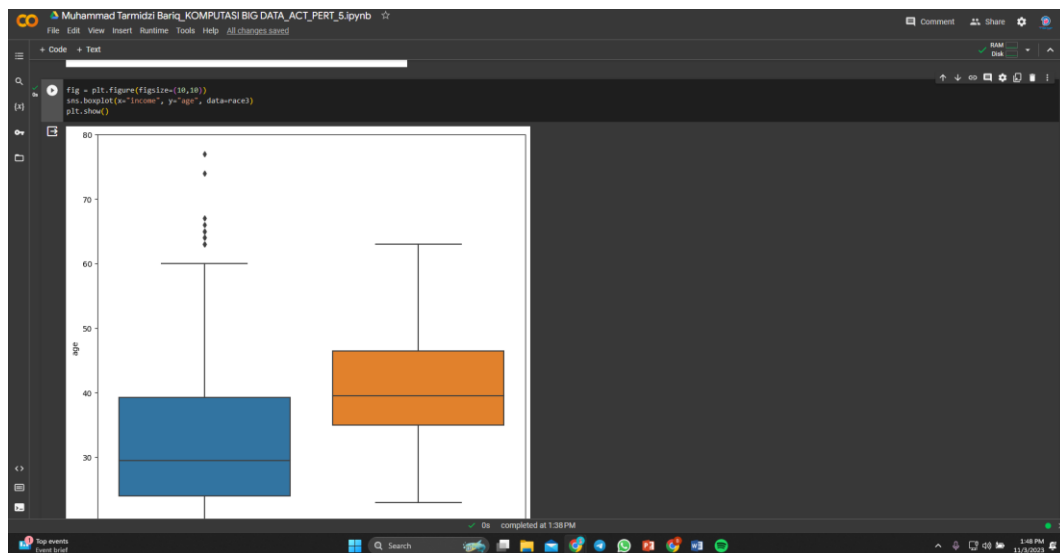 Muhammad Tarmidzi Bariq_KOMPUTASI BIG DATA_ACT_PERT_5.ipynb
Comment Share
File Edit View Insert Runtime Tools Help All changes saved
+ Code + Text
RAM
Disk
0s
fig = plt.figure(figsize=(10,10))
sns.boxplot(x="Income", y="age", data=race3)
plt.show()
{x}
80
70
60
50
age
40
30
0s completed at 1:38 PM
1
Top events
Event brief
Search
1:48 PM
11/3/2023